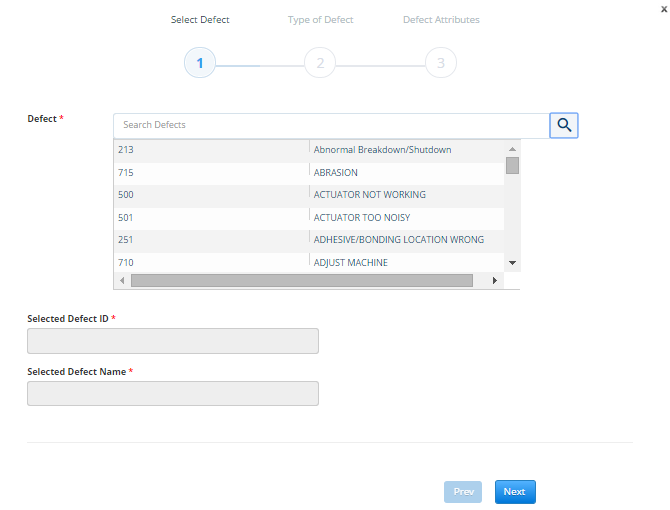 x
Select Defect Type of Defect Defect Attributes
1 2 3
Defect *
Search Defects
213 Abnormal Breakdown/Shutdown
715 ABRASION
500 ACTUATOR NOT WORKING
501 ACTUATOR TOO NOISY
251 ADHESIVE/BONDING LOCATION WRONG
710 ADJUST MACHINE
Selected Defect ID *
Selected Defect Name *
Prev Next